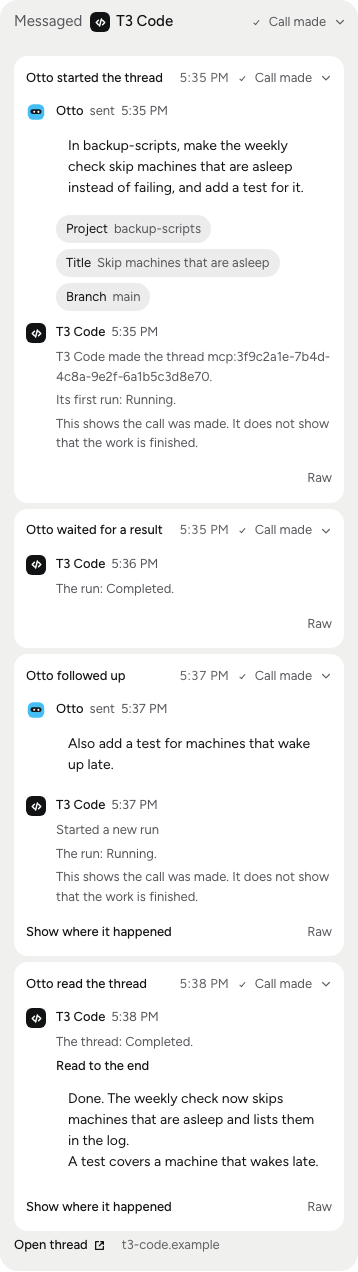 Messaged T3 Code Call made
Otto started the thread 5:35 PM Call made
Otto sent 5:35 PM
In backup-scripts, make the weekly
check skip machines that are asleep
instead of failing, and add a test for it.
Project backup-scripts
Title Skip machines that are asleep
Branch main
T3 Code 5:35 PM
T3 Code made the thread mcp:3f9c2a1e-7b4d-
4c8a-9e2f-6a1b5c3d8e70.
Its first run: Running.
This shows the call was made. It does not show
that the work is finished.
Raw
Otto waited for a result 5:35 PM Call made
T3 Code 5:36 PM
The run: Completed.
Raw
Otto followed up 5:37 PM Call made
Otto sent 5:37 PM
Also add a test for machines that wake
up late.
T3 Code 5:37 PM
Started a new run
The run: Running.
This shows the call was made. It does not show
that the work is finished.
Show where it happened Raw
Otto read the thread 5:38 PM Call made
T3 Code 5:38 PM
The thread: Completed.
Read to the end
Done. The weekly check now skips
machines that are asleep and lists them
in the log.
A test covers a machine that wakes late.
Show where it happened Raw
Open thread t3-code.example